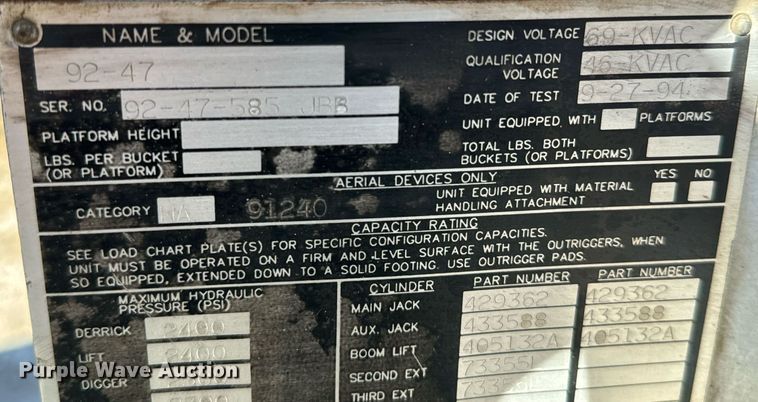 NAME & MODEL
92-47
SER. NO. 92-47-585 JBB
PLATFORM HEIGHT
LBS. PER BUCKET
(OR PLATFORM)
DESIGN VOLTAGE 69-KVAC
QUALIFICATION
VOLTAGE 46-KVAC
DATE OF TEST 9-27-94
UNIT EQUIPPED WITH PLATFORMS
TOTAL LBS. BOTH
BUCKETS (OR PLATFORMS)
AERIAL DEVICES ONLY
CATEGORY 91240
UNIT EQUIPPED WITH MATERIAL
HANDLING ATTACHMENT
YES NO
CAPACITY RATING
SEE LOAD CHART PLATE(S) FOR SPECIFIC CONFIGURATION CAPACITIES.
UNIT MUST BE OPERATED ON A FIRM AND LEVEL SURFACE WITH THE OUTRIGGERS, WHEN
SO EQUIPPED, EXTENDED DOWN TO A SOLID FOOTING. USE OUTRIGGER PADS.
MAXIMUM HYDRAULIC
PRESSURE (PSI)
DERRICK 2400
LIFT 2400
DIGGER
CYLINDER PART NUMBER PART NUMBER
MAIN JACK 429362 429362
AUX. JACK 433588 433588
BOOM LIFT 405132A 405132A
SECOND EXT 73355L
THIRD EXT
Purple Wave Auction